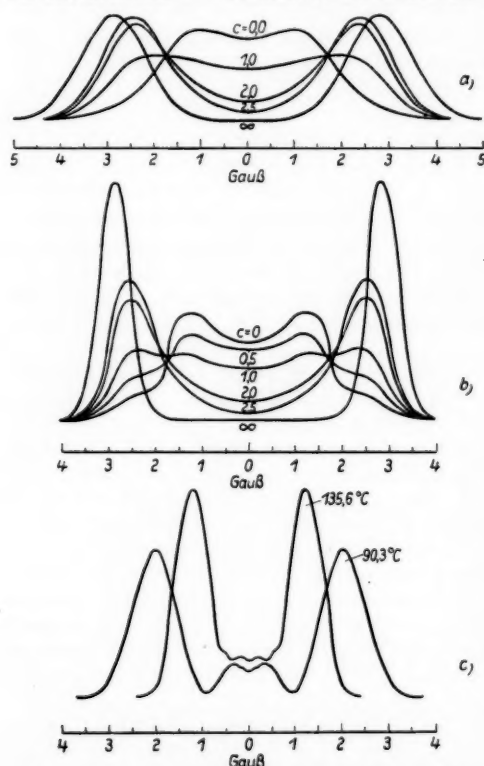 c=0,0
1,0
2,0
2,5
∞
a)
5 4 3 2 1 0 1 2 3 4 5
Gauß
c=0
0,5
1,0
2,0
2,5
∞
b)
4 3 2 1 0 1 2 3 4
Gauß
135,6°C
90,3°C
c)
4 3 2 1 0 1 2 3 4
Gauß